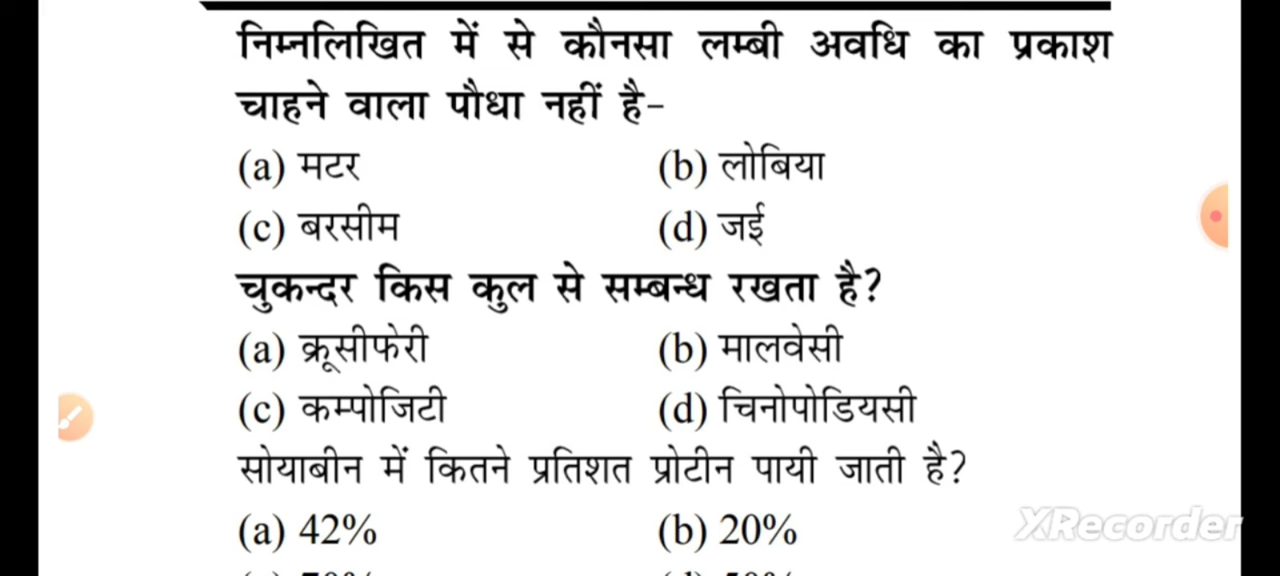 निम्नलिखित में से कौनसा लम्बी अवधि का प्रकाश
चाहने वाला पौधा नहीं है-
(a) मटर (b) लोबिया
(c) बरसीम (d) जई
चुकन्दर किस कुल से सम्बन्ध रखता है?
(a) क्रूसीफेरी (b) मालवेसी
(c) कम्पोजिटी (d) चिनोपोडियसी
सोयाबीन में कितने प्रतिशत प्रोटीन पायी जाती है?
(a) 42% (b) 20%
XRecorder